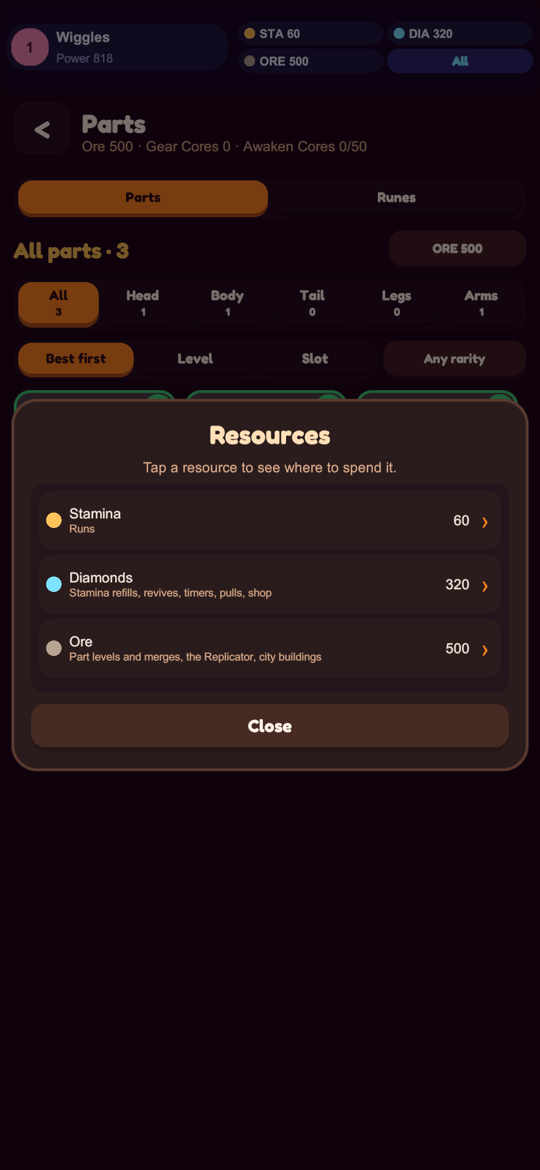 1
Wiggles
Power 818
STA 60
DIA 320
ORE 500
All
<
Parts
Ore 500 · Gear Cores 0 · Awaken Cores 0/50
Parts
Runes
All parts · 3
ORE 500
All
3
Head
1
Body
1
Tail
0
Legs
0
Arms
1
Best first
Level
Slot
Any rarity
Resources
Tap a resource to see where to spend it.
Stamina
Runs
60 ›
Diamonds
Stamina refills, revives, timers, pulls, shop
320 ›
Ore
Part levels and merges, the Replicator, city buildings
500 ›
Close